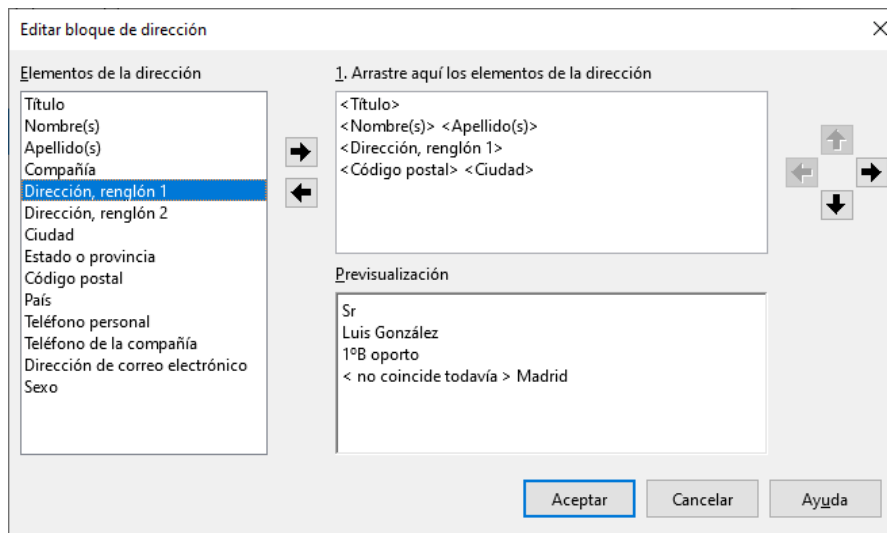 Editar bloque de dirección
Elementos de la dirección
Título
Nombre(s)
Apellido(s)
Compañía
Dirección, renglón 1
Dirección, renglón 2
Ciudad
Estado o provincia
Código postal
País
Teléfono personal
Teléfono de la compañía
Dirección de correo electrónico
Sexo
1. Arrastre aquí los elementos de la dirección
<Título>
<Nombre(s)> <Apellido(s)>
<Dirección, renglón 1>
<Código postal> <Ciudad>
Previsualización
Sr
Luis González
1ºB oporto
< no coincide todavía > Madrid
Aceptar
Cancelar
Ayuda